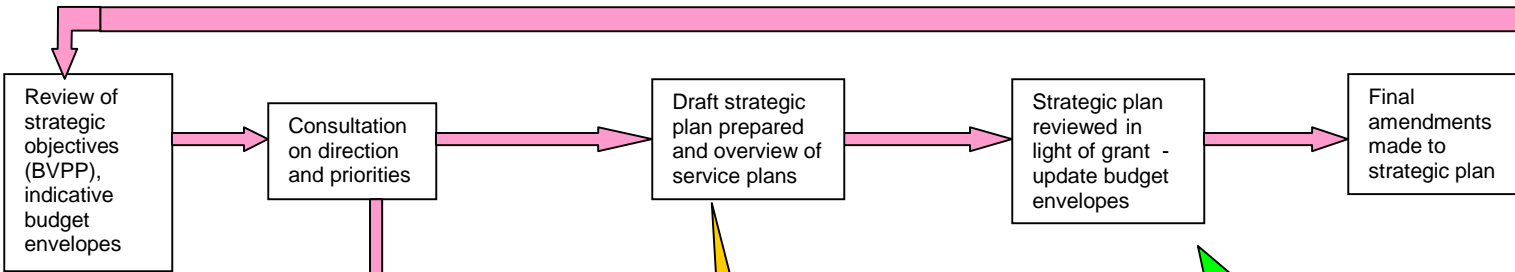 Review of
strategic
objectives
(BVPP),
indicative
budget
envelopes
Consultation
on direction
and priorities
Draft strategic
plan prepared
and overview of
service plans
Strategic plan
reviewed in
light of grant -
update budget
envelopes
Final
amendments
made to
strategic plan